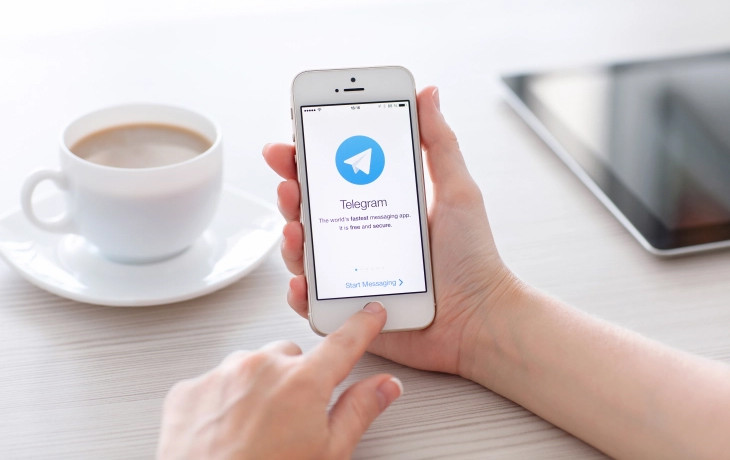 Telegram
The world's fastest messaging app.
It is free and secure.
Start Messaging